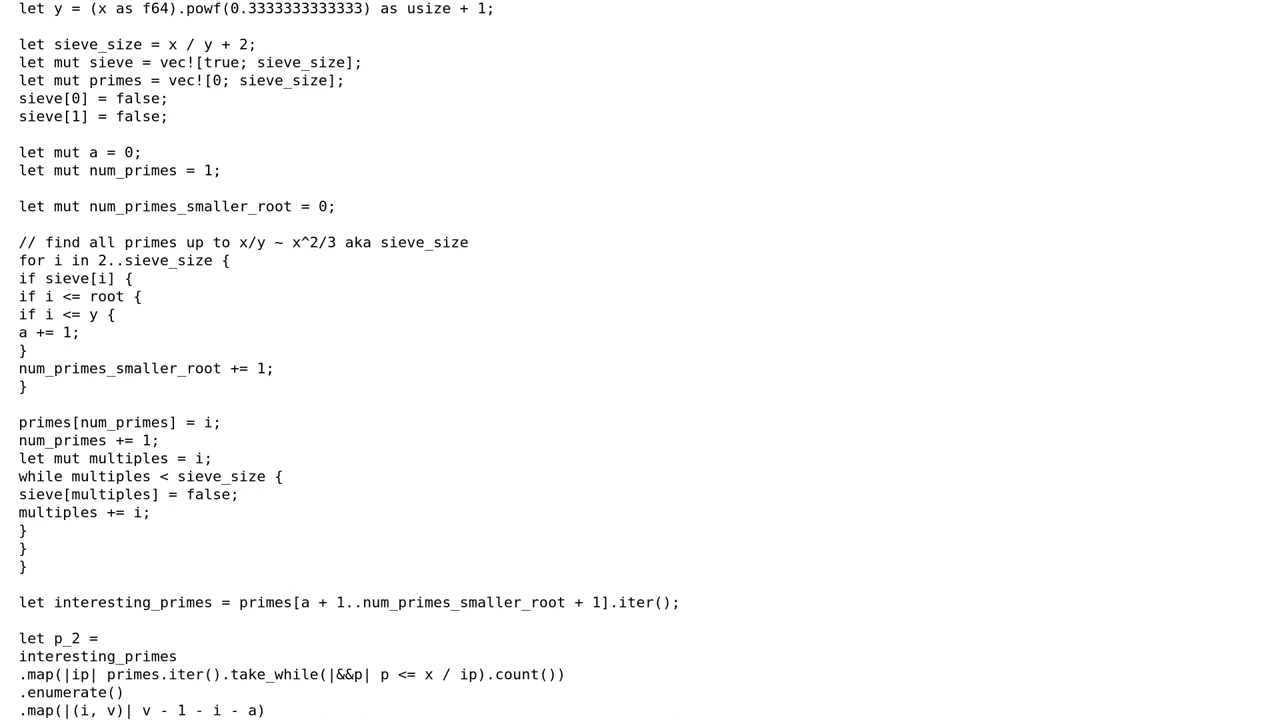 let y = (x as f64).powf(0.3333333333333) as usize + 1;
let sieve_size = x / y + 2;
let mut sieve = vec![true; sieve_size];
let mut primes = vec![0; sieve_size];
sieve[0] = false;
sieve[1] = false;
let mut a = 0;
let mut num_primes = 1;
let mut num_primes_smaller_root = 0;
// find all primes up to x/y ~ x^2/3 aka sieve_size
for i in 2..sieve_size {
if sieve[i] {
if i <= root {
if i <= y {
a += 1;
}
num_primes_smaller_root += 1;
}
primes[num_primes] = i;
num_primes += 1;
let mut multiples = i;
while multiples < sieve_size {
sieve[multiples] = false;
multiples += i;
}
}
}
let interesting_primes = primes[a + 1..num_primes_smaller_root + 1].iter();
let p_2 =
interesting_primes
.map(|ip| primes.iter().take_while(|&&p| p <= x / ip).count())
.enumerate()
.map(|(i, v)| v - 1 - i - a)